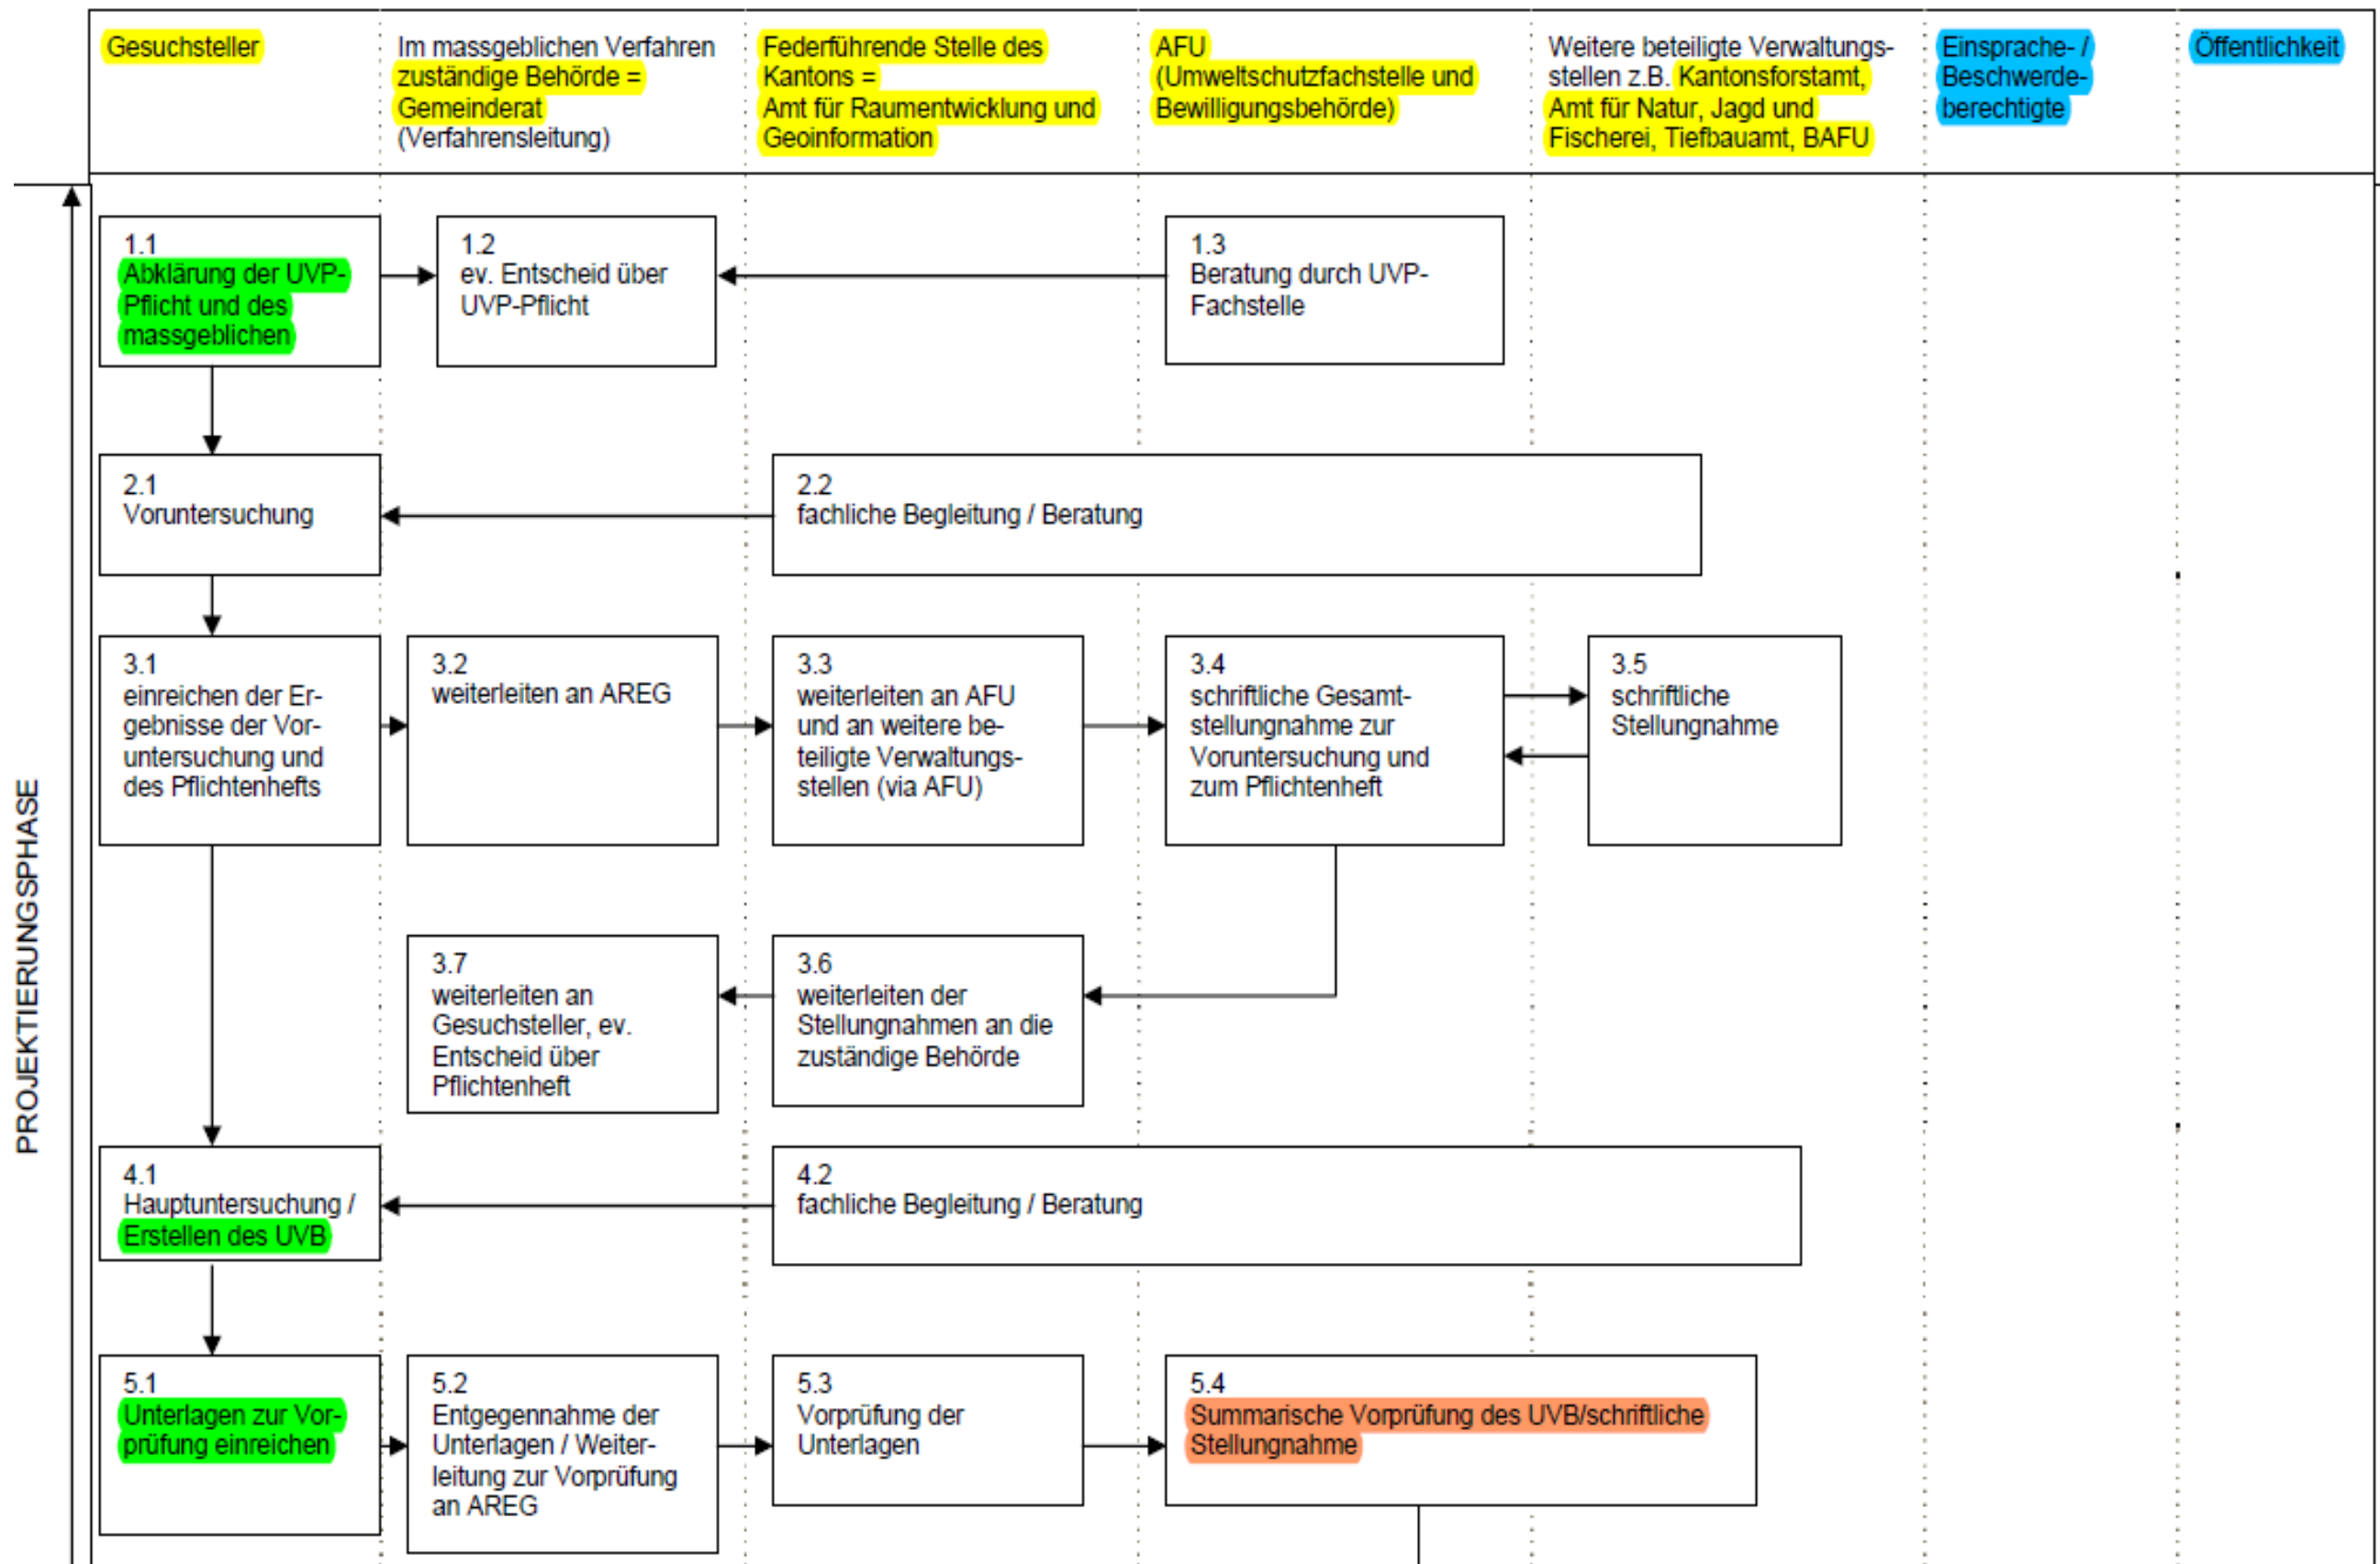 Gesuchsteller
Im massgeblichen Verfahren
zuständige Behörde =
Gemeinderat
(Verfahrensleitung)
Federführende Stelle des
Kantons =
Amt für Raumentwicklung und
Geoinformation
AFU
(Umweltschutzfachstelle und
Bewilligungsbehörde)
Weitere beteiligte Verwaltungs-
stellen z.B. Kantonsforstamt,
Amt für Natur, Jagd und
Fischerei, Tiefbauamt, BAFU
Einsprache- /
Beschwerde-
berechtigte
Öffentlichkeit
PROJEKTIERUNGSPHASE
1.1
Abklärung der UVP-
Pflicht und des
massgeblichen
1.2
ev. Entscheid über
UVP-Pflicht
1.3
Beratung durch UVP-
Fachstelle
2.1
Voruntersuchung
2.2
fachliche Begleitung / Beratung
3.1
einreichen der Er-
gebnisse der Vor-
untersuchung und
des Pflichtenhefts
3.2
weiterleiten an AREG
3.3
weiterleiten an AFU
und an weitere be-
teiligte Verwaltungs-
stellen (via AFU)
3.4
schriftliche Gesamt-
stellungnahme zur
Voruntersuchung und
zum Pflichtenheft
3.5
schriftliche
Stellungnahme
3.7
weiterleiten an
Gesuchsteller, ev.
Entscheid über
Pflichtenheft
3.6
weiterleiten der
Stellungnahmen an die
zuständige Behörde
4.1
Hauptuntersuchung /
Erstellen des UVB
4.2
fachliche Begleitung / Beratung
5.1
Unterlagen zur Vor-
prüfung einreichen
5.2
Entgegennahme der
Unterlagen / Weiter-
leitung zur Vorprüfung
an AREG
5.3
Vorprüfung der
Unterlagen
5.4
Summarische Vorprüfung des UVB/schriftliche
Stellungnahme